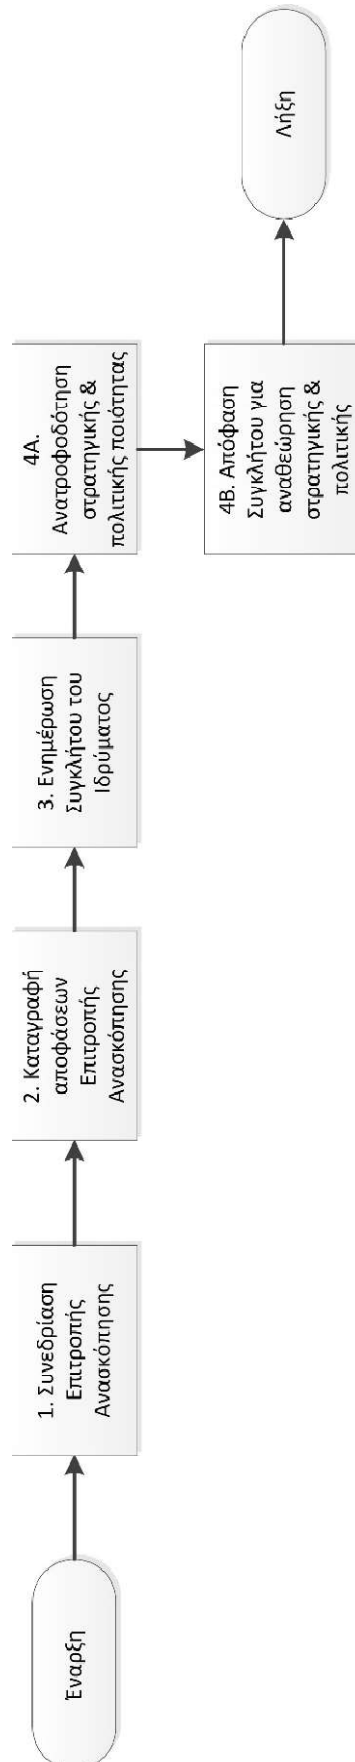 Έναρξη
1. Συνεδρίαση
Επιτροπής
Ανασκόπησης
2. Καταγραφή
αποφάσεων
Επιτροπής
Ανασκόπησης
3. Ενημέρωση
Συγκλήτου του
Ιδρύματος
4Α.
Ανατροφοδότηση
στρατηγικής &
πολιτικής ποιότητας
4Β. Απόφαση
Συγκλήτου για
αναθεώρηση
στρατηγικής &
πολιτικής
Λήξη